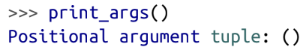 >>> print_args()
Positional argument tuple: ()